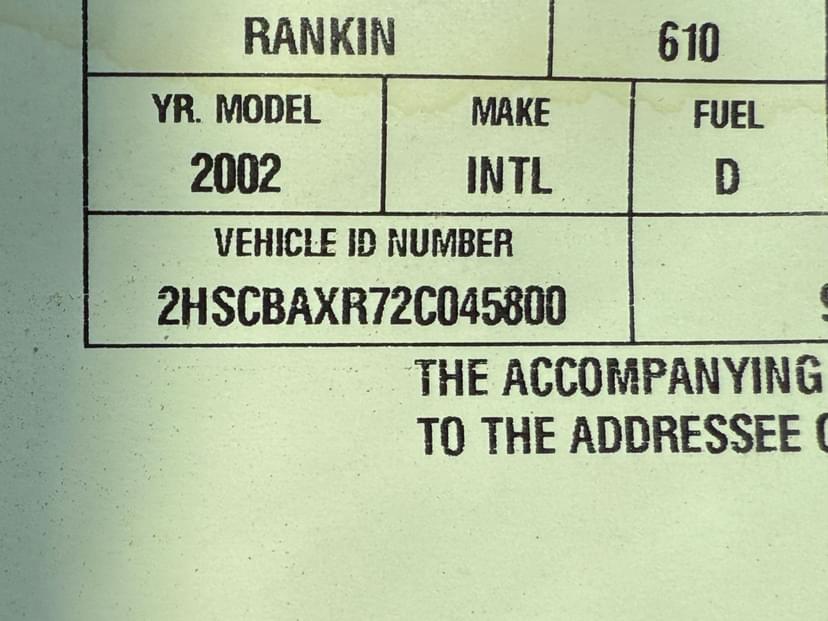 RANKIN 610
YR. MODEL MAKE FUEL
2002 INTL D
VEHICLE ID NUMBER
2HSCBAXR72C045800
THE ACCOMPANYING
TO THE ADDRESSEE